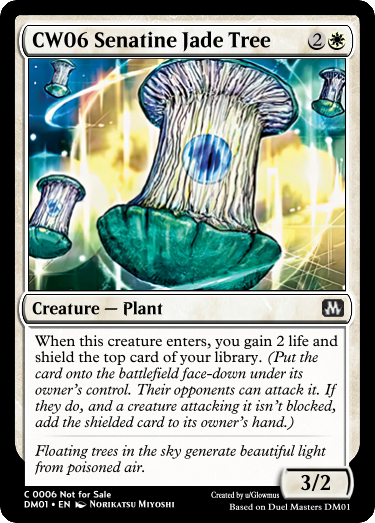 CW06 Senatine Jade Tree 2
Creature — Plant M
When this creature enters, you gain 2 life and
shield the top card of your library. (Put the
card onto the battlefield face-down under its
owner's control. Their opponents can attack it. If
they do, and a creature attacking it isn't blocked,
add the shielded card to its owner's hand.)
Floating trees in the sky generate beautiful light
from poisoned air.
3/2
C 0006 Not for Sale
DM01 • EN Norikatsu Miyoshi
Created by u/Glowmus
Based on Duel Masters DM01